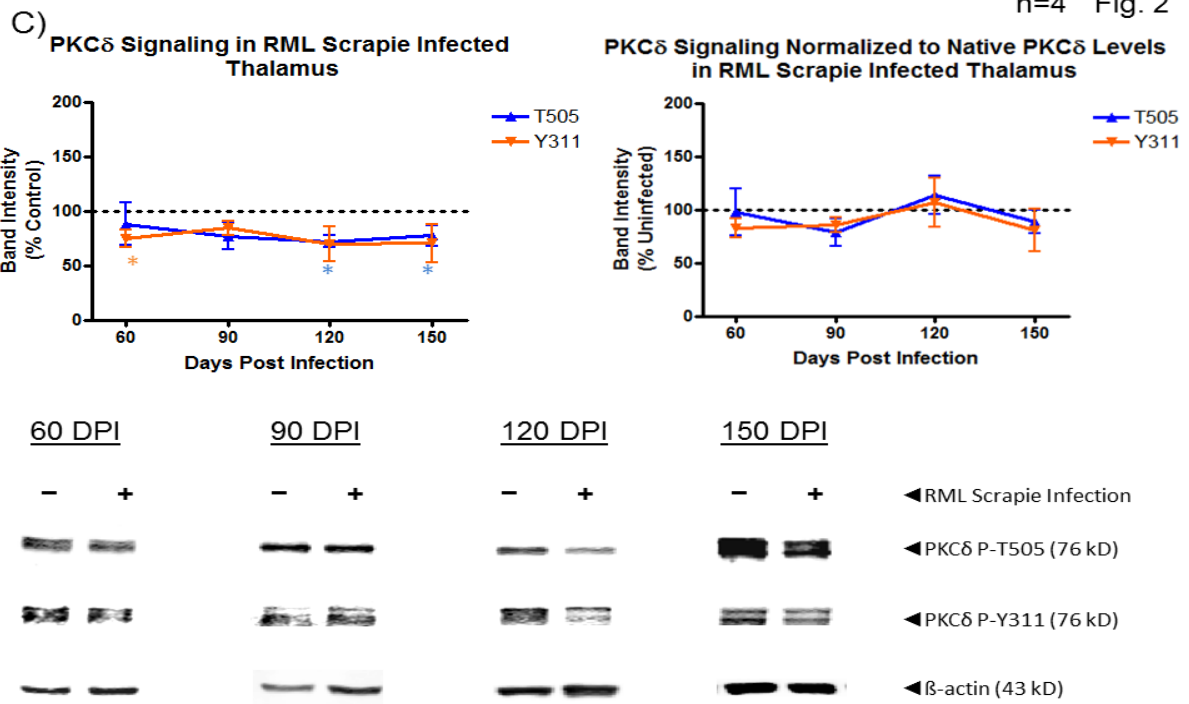 n=4 Fig. 2
C)
PKCδ Signaling in RML Scrapie Infected
Thalamus
200
150
100
50
0
Band Intensity
(% Control)
T505
Y311
*
*
*
60 90 120 150
Days Post Infection
PKCδ Signaling Normalized to Native PKCδ Levels
in RML Scrapie Infected Thalamus
200
150
100
50
0
Band Intensity
(% Uninfected)
T505
Y311
60 90 120 150
Days Post Infection
60 DPI 90 DPI 120 DPI 150 DPI
− + − + − + − + ◄RML Scrapie Infection
◄PKCδ P-T505 (76 kD)
◄PKCδ P-Y311 (76 kD)
◄ß-actin (43 kD)